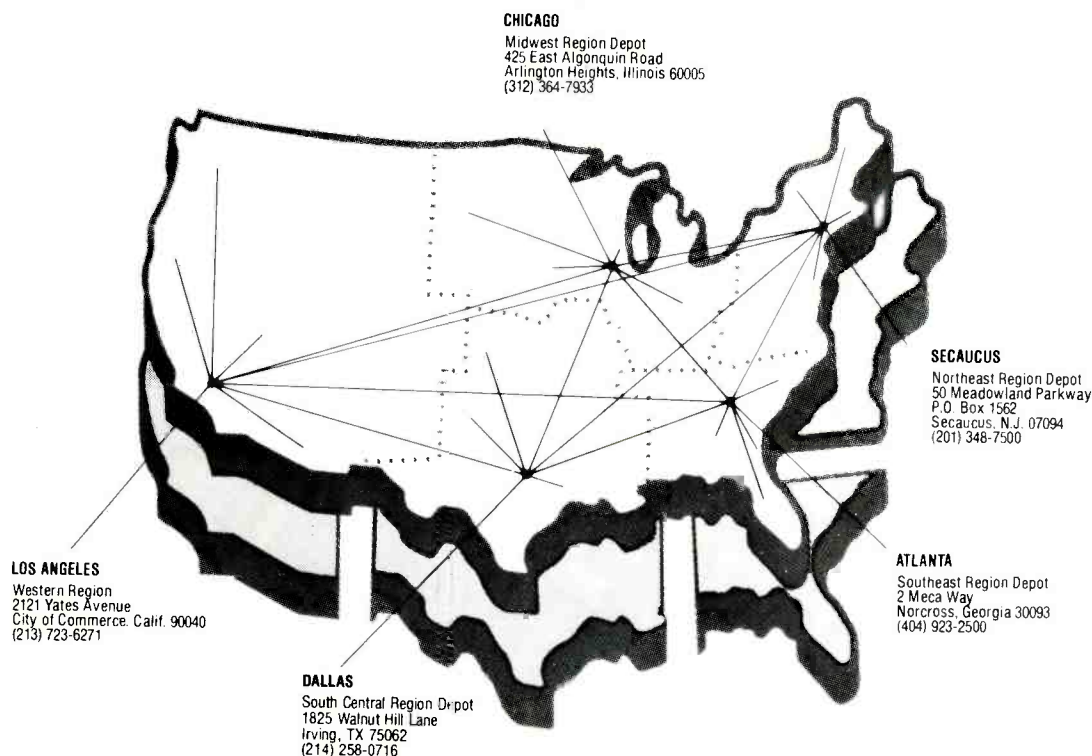 CHICAGO
Midwest Region Depot
425 East Algonquin Road
Arlington Heights, Illinois 60005
(312) 364-7933
SECAUCUS
Northeast Region Depot
50 Meadowland Parkway
P.O. Box 1562
Secaucus, N.J. 07094
(201) 348-7500
LOS ANGELES
Western Region
2121 Yates Avenue
City of Commerce. Calif. 90040
(213) 723-6271
ATLANTA
Southeast Region Depot
2 Meca Way
Norcross, Georgia 30093
(404) 923-2500
DALLAS
South Central Region Depot
1825 Walnut Hill Lane
Irving, TX 75062
(214) 258-0716